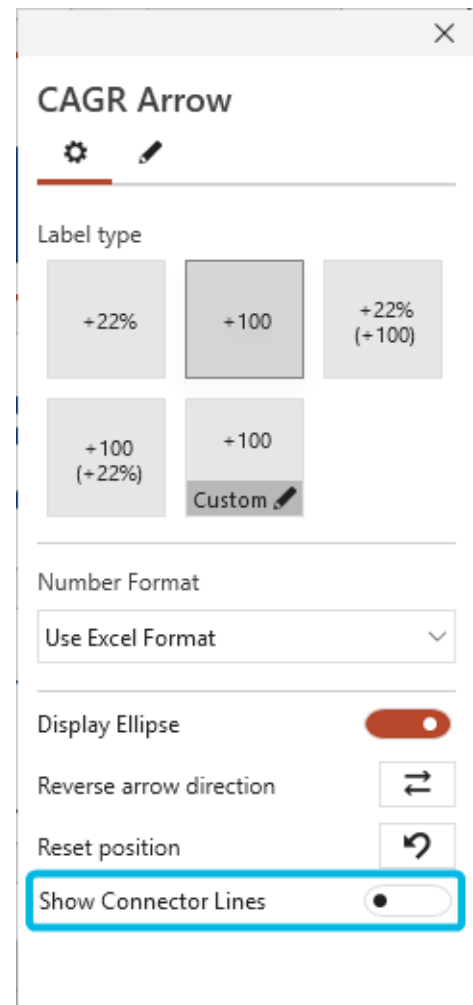 CAGR Arrow
Label type
+22%
+100
+22%
(+100)
+100
(+22%)
+100
Custom
Number Format
Use Excel Format
Display Ellipse
Reverse arrow direction
Reset position
Show Connector Lines